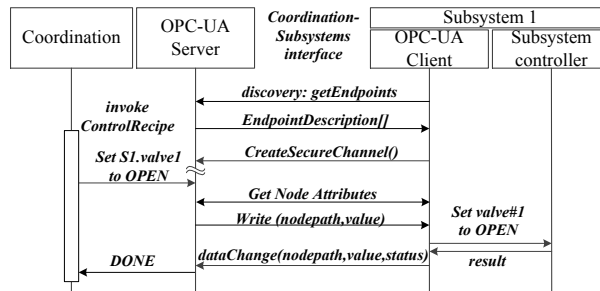 Coordination
OPC-UA
Server
Coordination-
Subsystems
interface
Subsystem 1
OPC-UA
Client
Subsystem
controller
discovery: getEndpoints
invoke
ControlRecipe
EndpointDescription[]
CreateSecureChannel()
Set S1.valve1
to OPEN
Get Node Attributes
Write (nodepath,value)
Set valve#1
to OPEN
dataChange(nodepath,value,status)
DONE
result